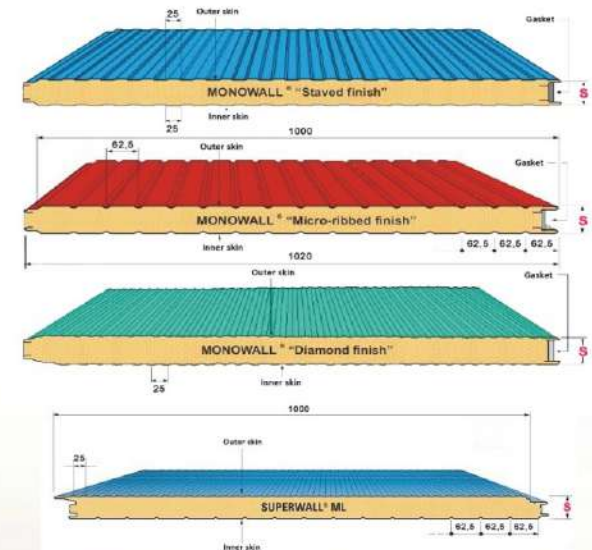 25
Outer skin
Gasket
MONOWALL® "Staved finish"
S
Inner skin
25
1000
Outer skin
62,5
Gasket
MONOWALL® "Micro-ribbed finish"
S
Inner skin
62,5 62,5 62,5
1020
Outer skin
Gasket
MONOWALL® "Diamond finish"
S
Inner skin
25
1000
Outer skin
25
SUPERWALL® ML
S
62,5 62,5 62,5
Inner skin